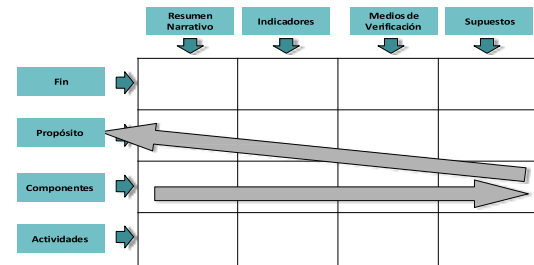 Resumen
Narrativo
Indicadores
Medios de
Verificación
Supuestos
Fin
Propósito
Componentes
Actividades